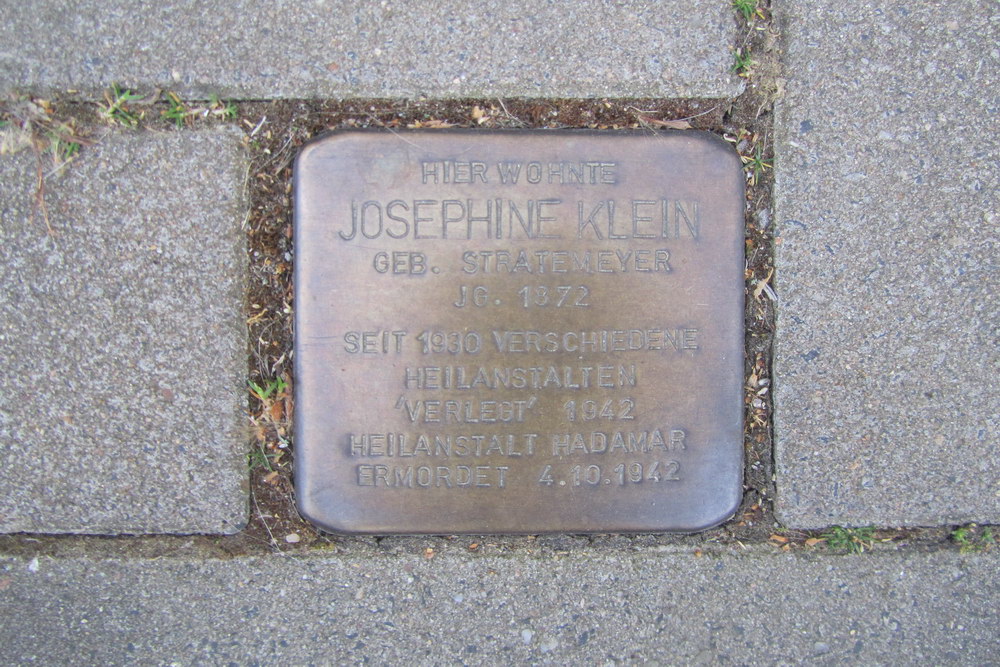 HIER WOHNTE
JOSEPHINE KLEIN
GEB. STRATEMEYER
JG. 1872
SEIT 1930 VERSCHIEDENE
HEILANSTALTEN
'VERLEGT' 1942
HEILANSTALT HADAMAR
ERMORDET 4.10.1942